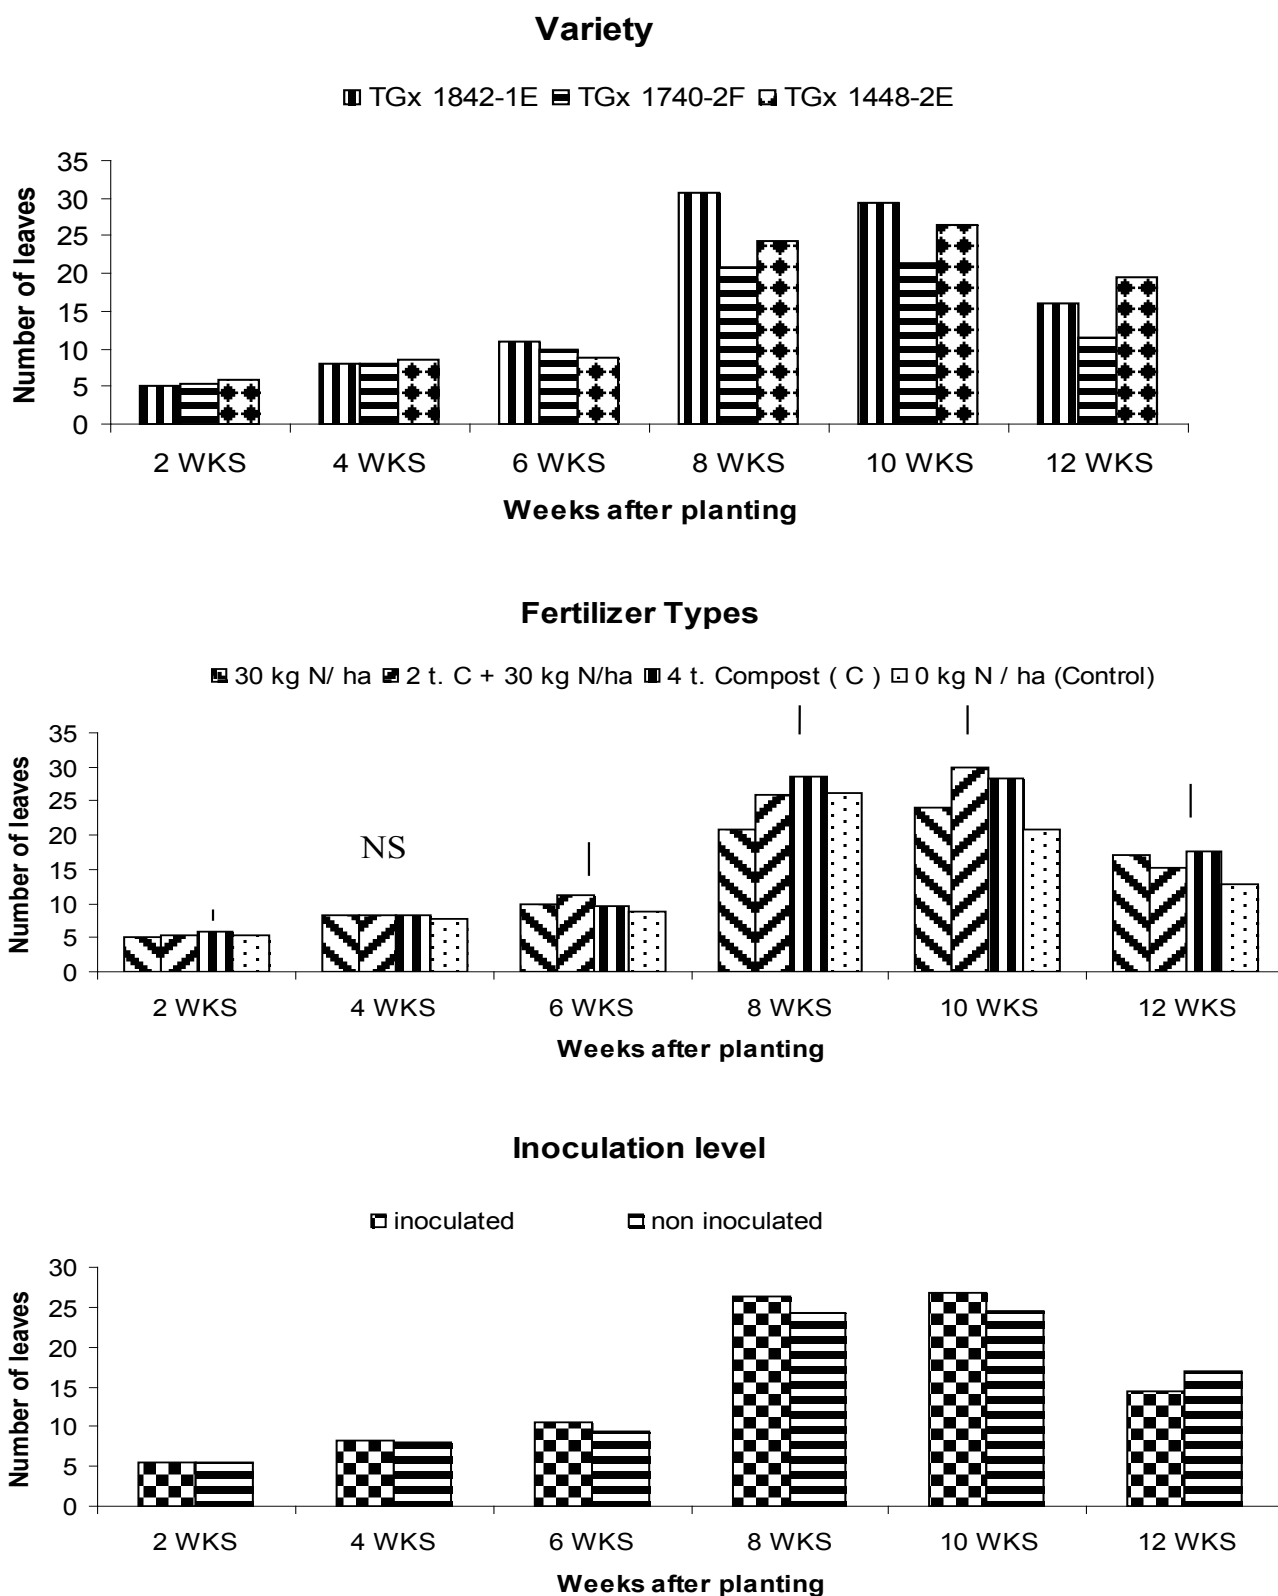 Variety
TGx 1842-1E TGx 1740-2F TGx 1448-2E
35
30
25
20
15
10
5
0
Number of leaves
2 WKS 4 WKS 6 WKS 8 WKS 10 WKS 12 WKS
Weeks after planting
Fertilizer Types
30 kg N/ ha 2 t. C + 30 kg N/ha 4 t. Compost ( C ) 0 kg N / ha (Control)
35
30
25
20
15
10
5
0
Number of leaves
NS
2 WKS 4 WKS 6 WKS 8 WKS 10 WKS 12 WKS
Weeks after planting
Inoculation level
inoculated non inoculated
30
25
20
15
10
5
0
Number of leaves
2 WKS 4 WKS 6 WKS 8 WKS 10 WKS 12 WKS
Weeks after planting